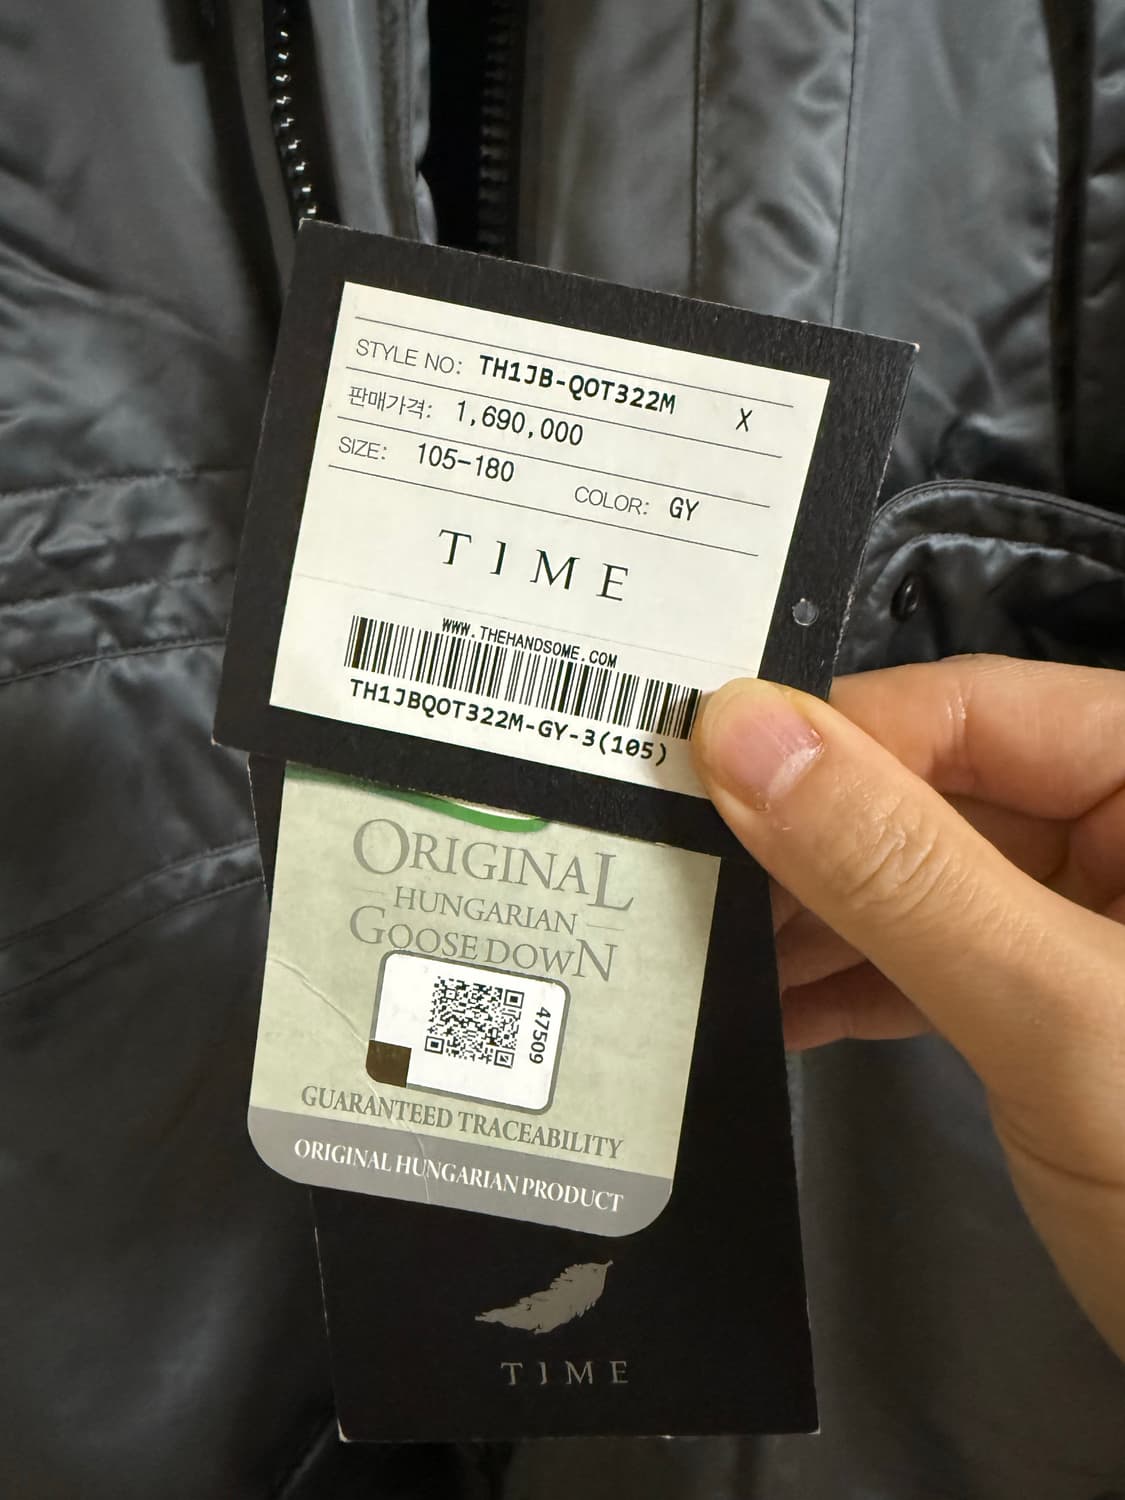 STYLE NO: TH1JB-QOT322M X
판매가격: 1,690,000
SIZE: 105-180 COLOR: GY
TIME
WWW.THEHANDSOME.COM
TH1JBQOT322M-GY-3(105)
ORIGINAL
HUNGARIAN
GOOSE DOWN
47509
GUARANTEED TRACEABILITY
ORIGINAL HUNGARIAN PRODUCT
TIME